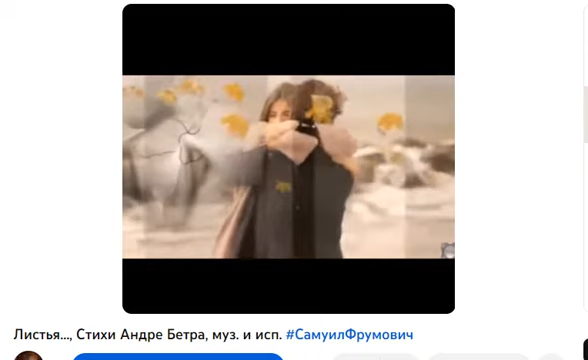 Листья..., Стихи Андре Бетра, муз. и исп. #СамуилФрумович